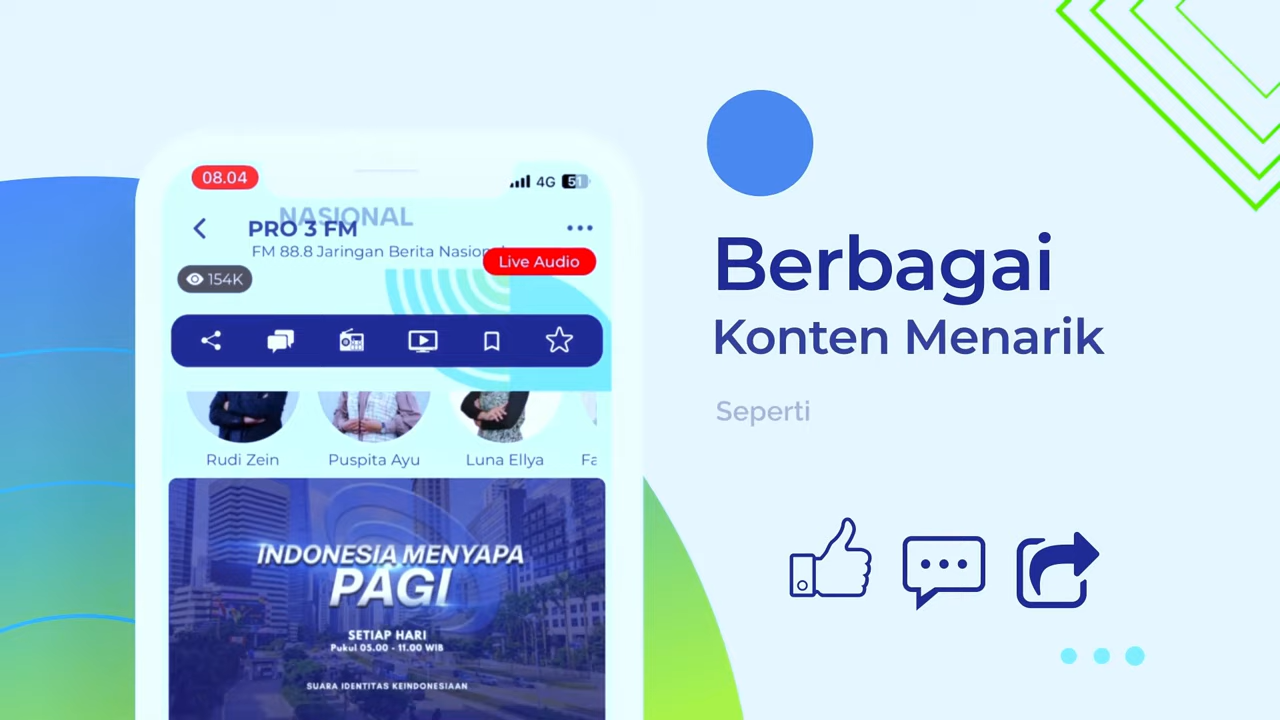 08.04
4G 51
NASIONAL
PRO 3 FM
FM 88.8 Jaringan Berita Nasional
Live Audio
154K
Rudi Zein
Puspita Ayu
Luna Ellya
Fa
INDONESIA MENYAPA
PAGI
SETIAP HARI
Pukul 05.00 - 11.00 WIB
SUARA IDENTITAS KEINDONESIAAN
Berbagai
Konten Menarik
Seperti